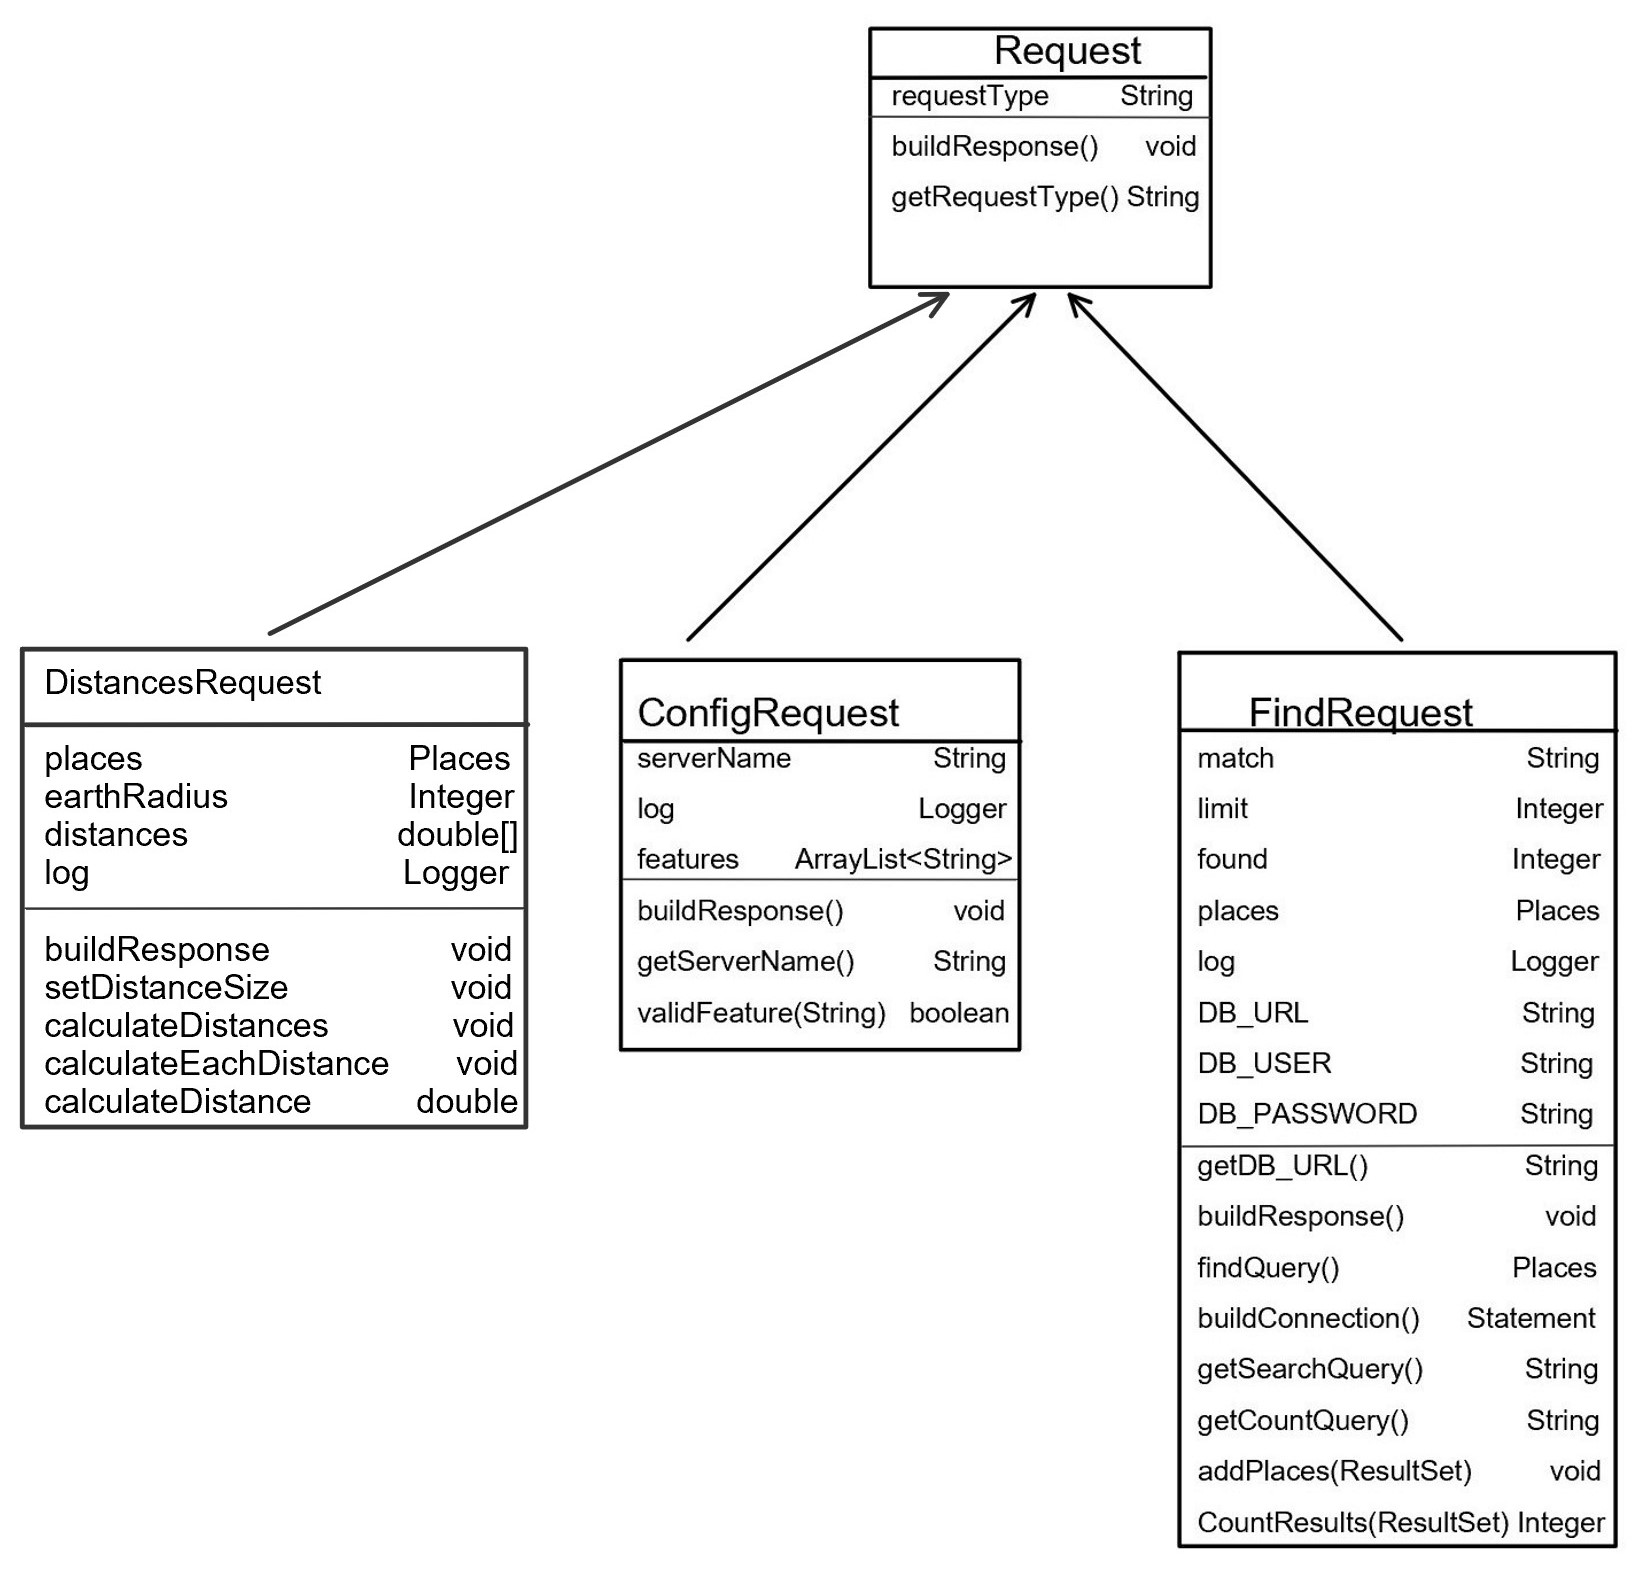 Request
requestType String
buildResponse() void
getRequestType() String
DistancesRequest
places Places
earthRadius Integer
distances double[]
log Logger
buildResponse void
setDistanceSize void
calculateDistances void
calculateEachDistance void
calculateDistance double
ConfigRequest
serverName String
log Logger
features ArrayList<String>
buildResponse() void
getServerName() String
validFeature(String) boolean
FindRequest
match String
limit Integer
found Integer
places Places
log Logger
DB_URL String
DB_USER String
DB_PASSWORD String
getDB_URL() String
buildResponse() void
findQuery() Places
buildConnection() Statement
getSearchQuery() String
getCountQuery() String
addPlaces(ResultSet) void
CountResults(ResultSet) Integer